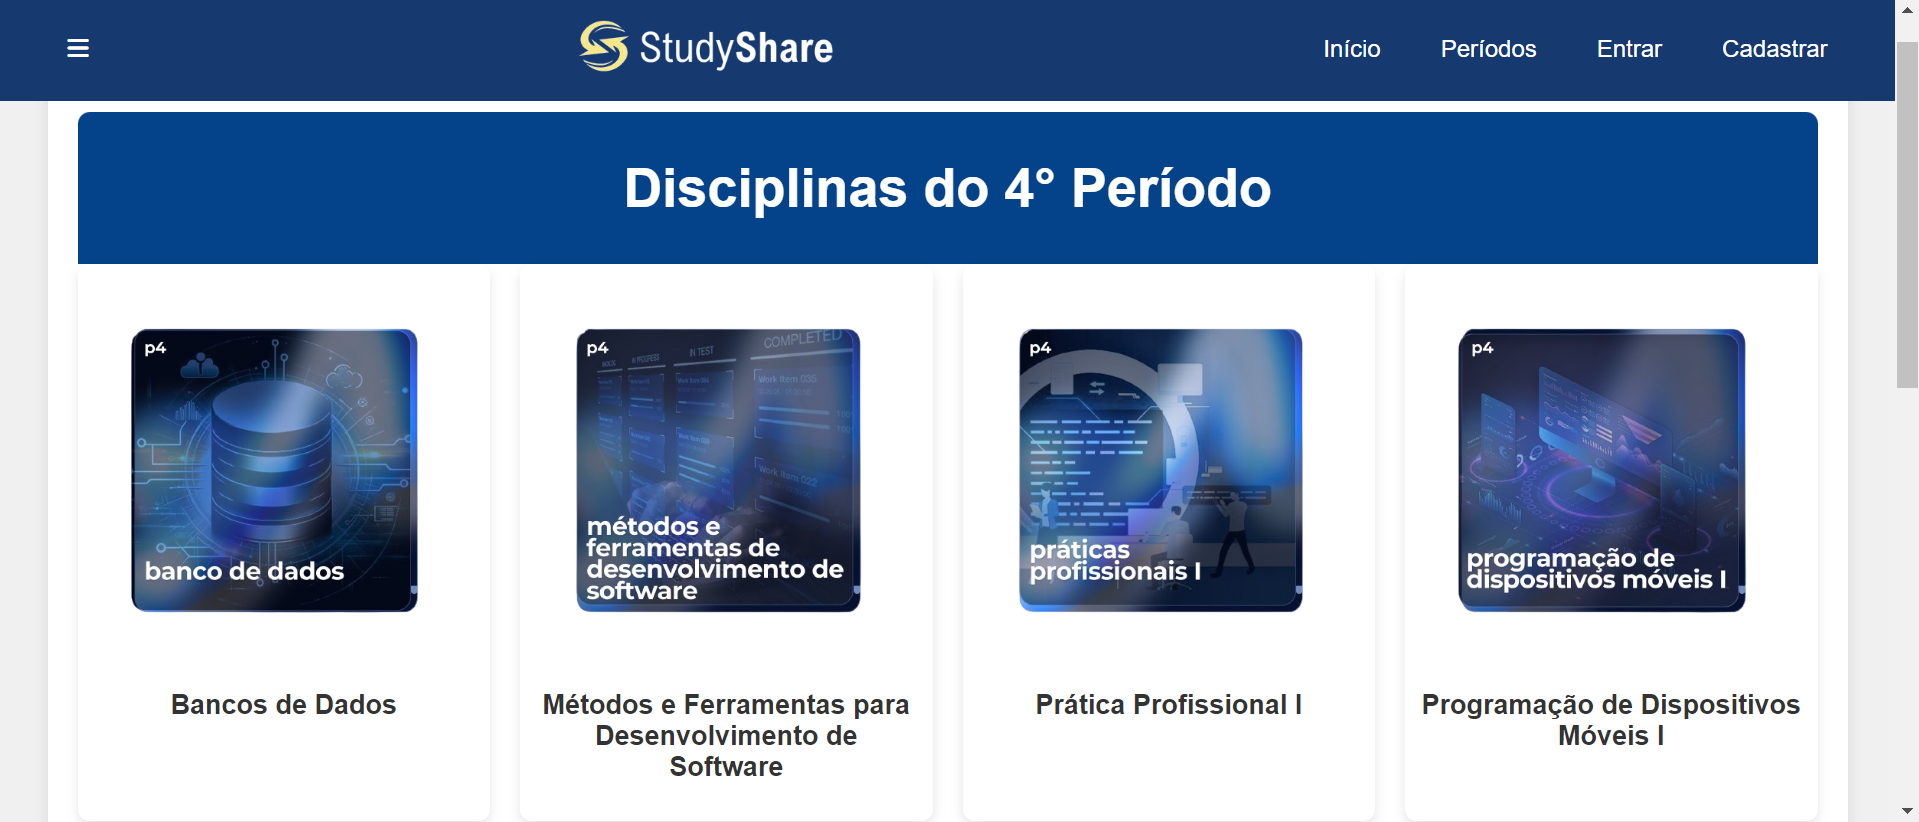 StudyShare
Início
Períodos
Entrar
Cadastrar
Disciplinas do 4° Período
p4
banco de dados
Bancos de Dados
p4
IN PROGRESS
IN TEST
COMPLETED
Work Item 035
Work Item 022
métodos e
ferramentas de
desenvolvimento de
software
Métodos e Ferramentas para
Desenvolvimento de
Software
p4
práticas
profissionais I
Prática Profissional I
p4
programação de
dispositivos móveis I
Programação de Dispositivos
Móveis I